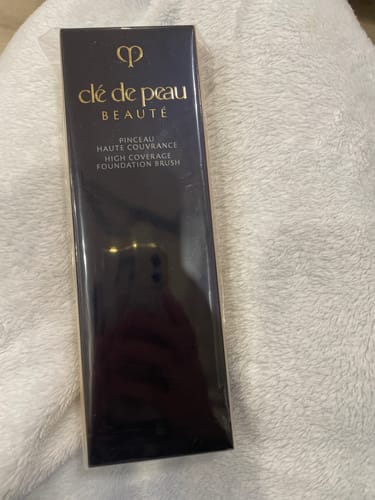 clé de peau
BEAUTÉ
PINCEAU
HAUTE COUVRANCE
HIGH COVERAGE
FOUNDATION BRUSH